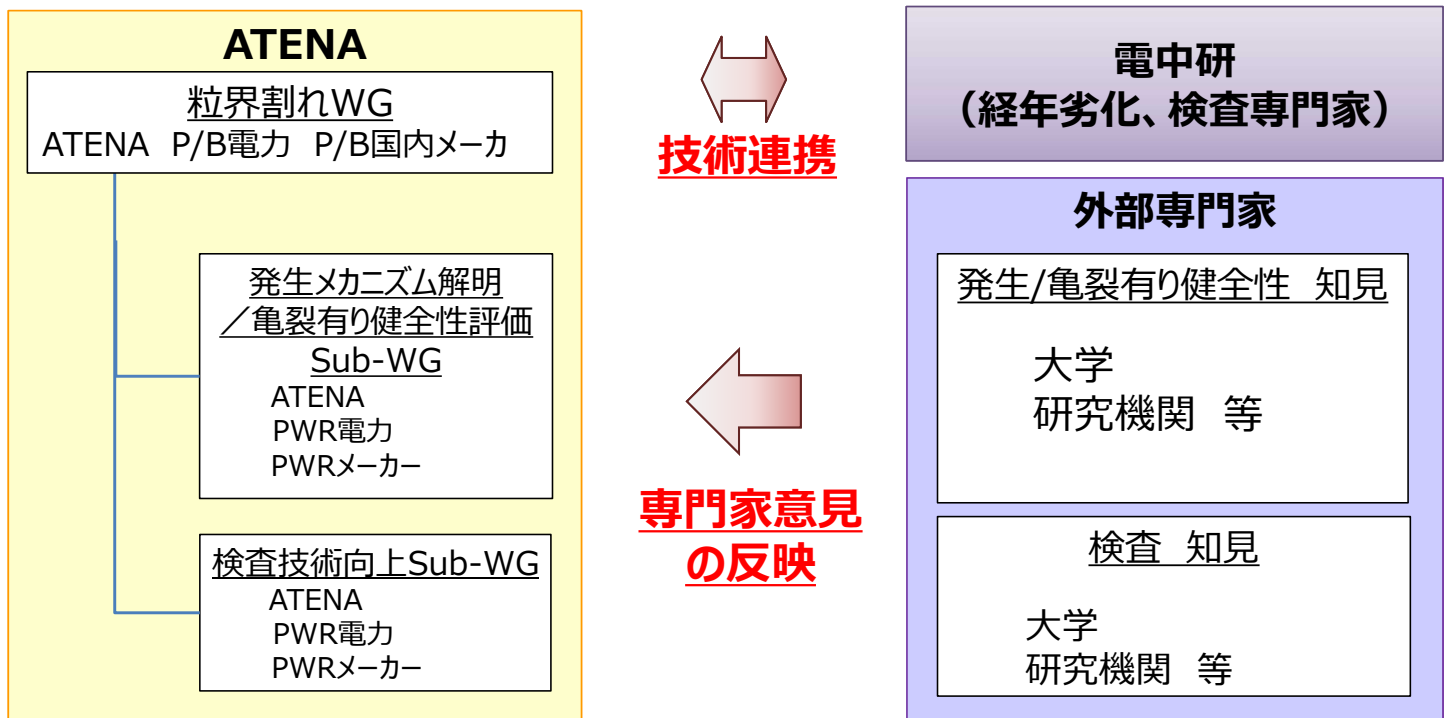 ATENA
粒界割れWG
ATENA P/B電力 P/B国内メーカ
発生メカニズム解明
／亀裂有り健全性評価
Sub-WG
ATENA
PWR電力
PWRメーカー
検査技術向上Sub-WG
ATENA
PWR電力
PWRメーカー
技術連携
専門家意見
の反映
電中研
（経年劣化、検査専門家）
外部専門家
発生/亀裂有り健全性 知見
大学
研究機関 等
検査 知見
大学
研究機関 等